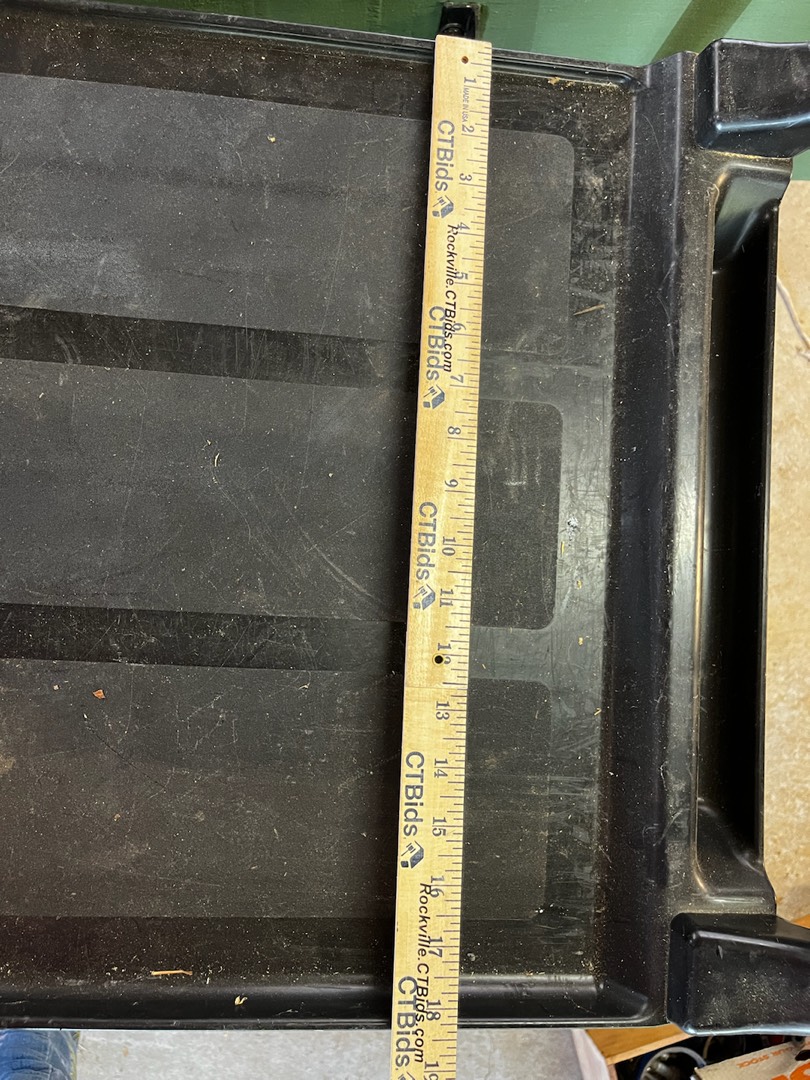 1
MADE IN USA
2
CTBids
3
4
Rockville.CTBids.com
5
6
CTBids
7
8
9
CTBids
10
11
12
13
CTBids
14
15
16
Rockville.CTBids.com
17
CTBids
18
19